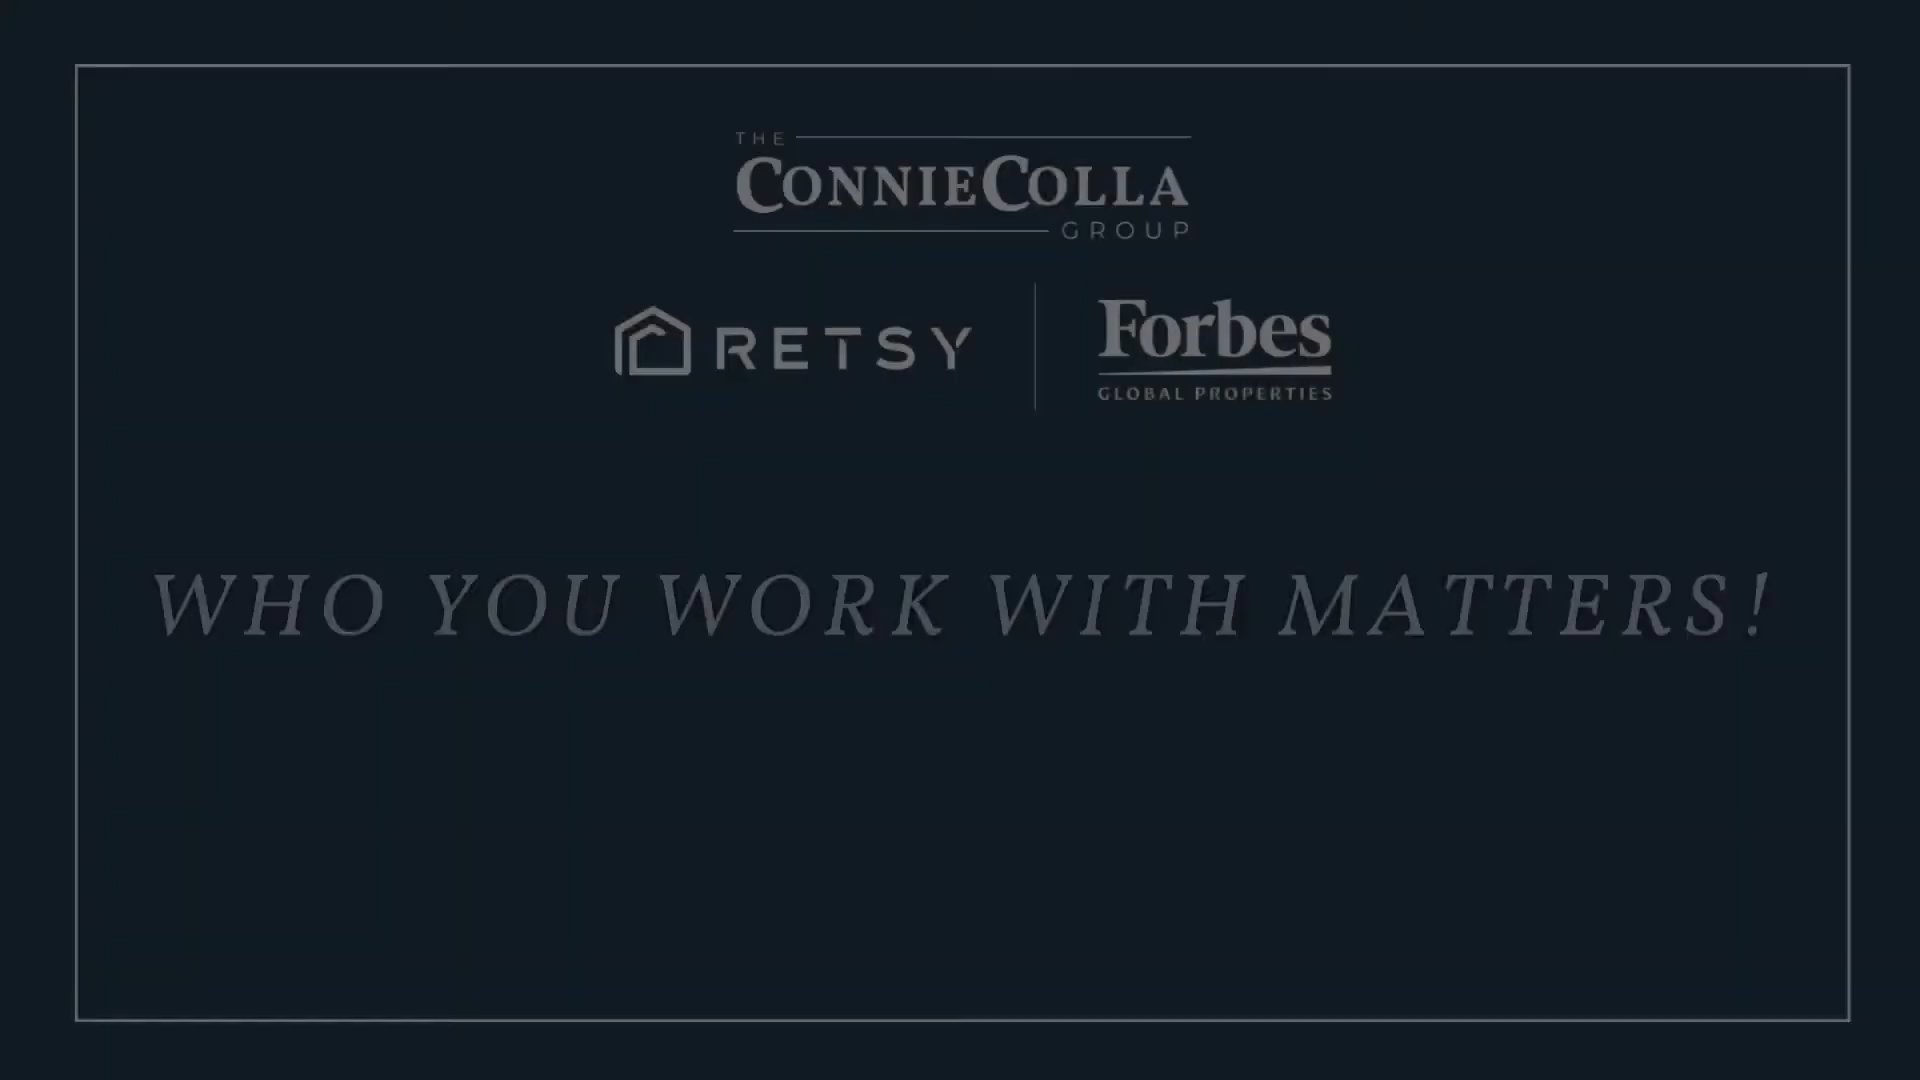 THE
CONNIECOLLA
GROUP
RETSY
Forbes
GLOBAL PROPERTIES
WHO YOU WORK WITH MATTERS!